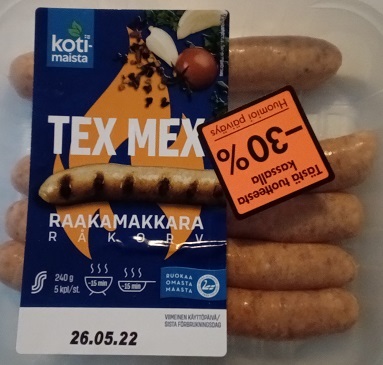 koti-
maista
TEX MEX
Tästä tuotteesta
kassalla
-30%
Huomioi päiväys
RAAKAMAKKARA
RÅKORV
240 g
5 kpl/st.
~15 min
~15 min
RUOKAA
OMASTA
MAASTA
VIIMEINEN KÄYTTÖPÄIVÄ/
SISTA FÖRBRUKNINGSDAG
26.05.22